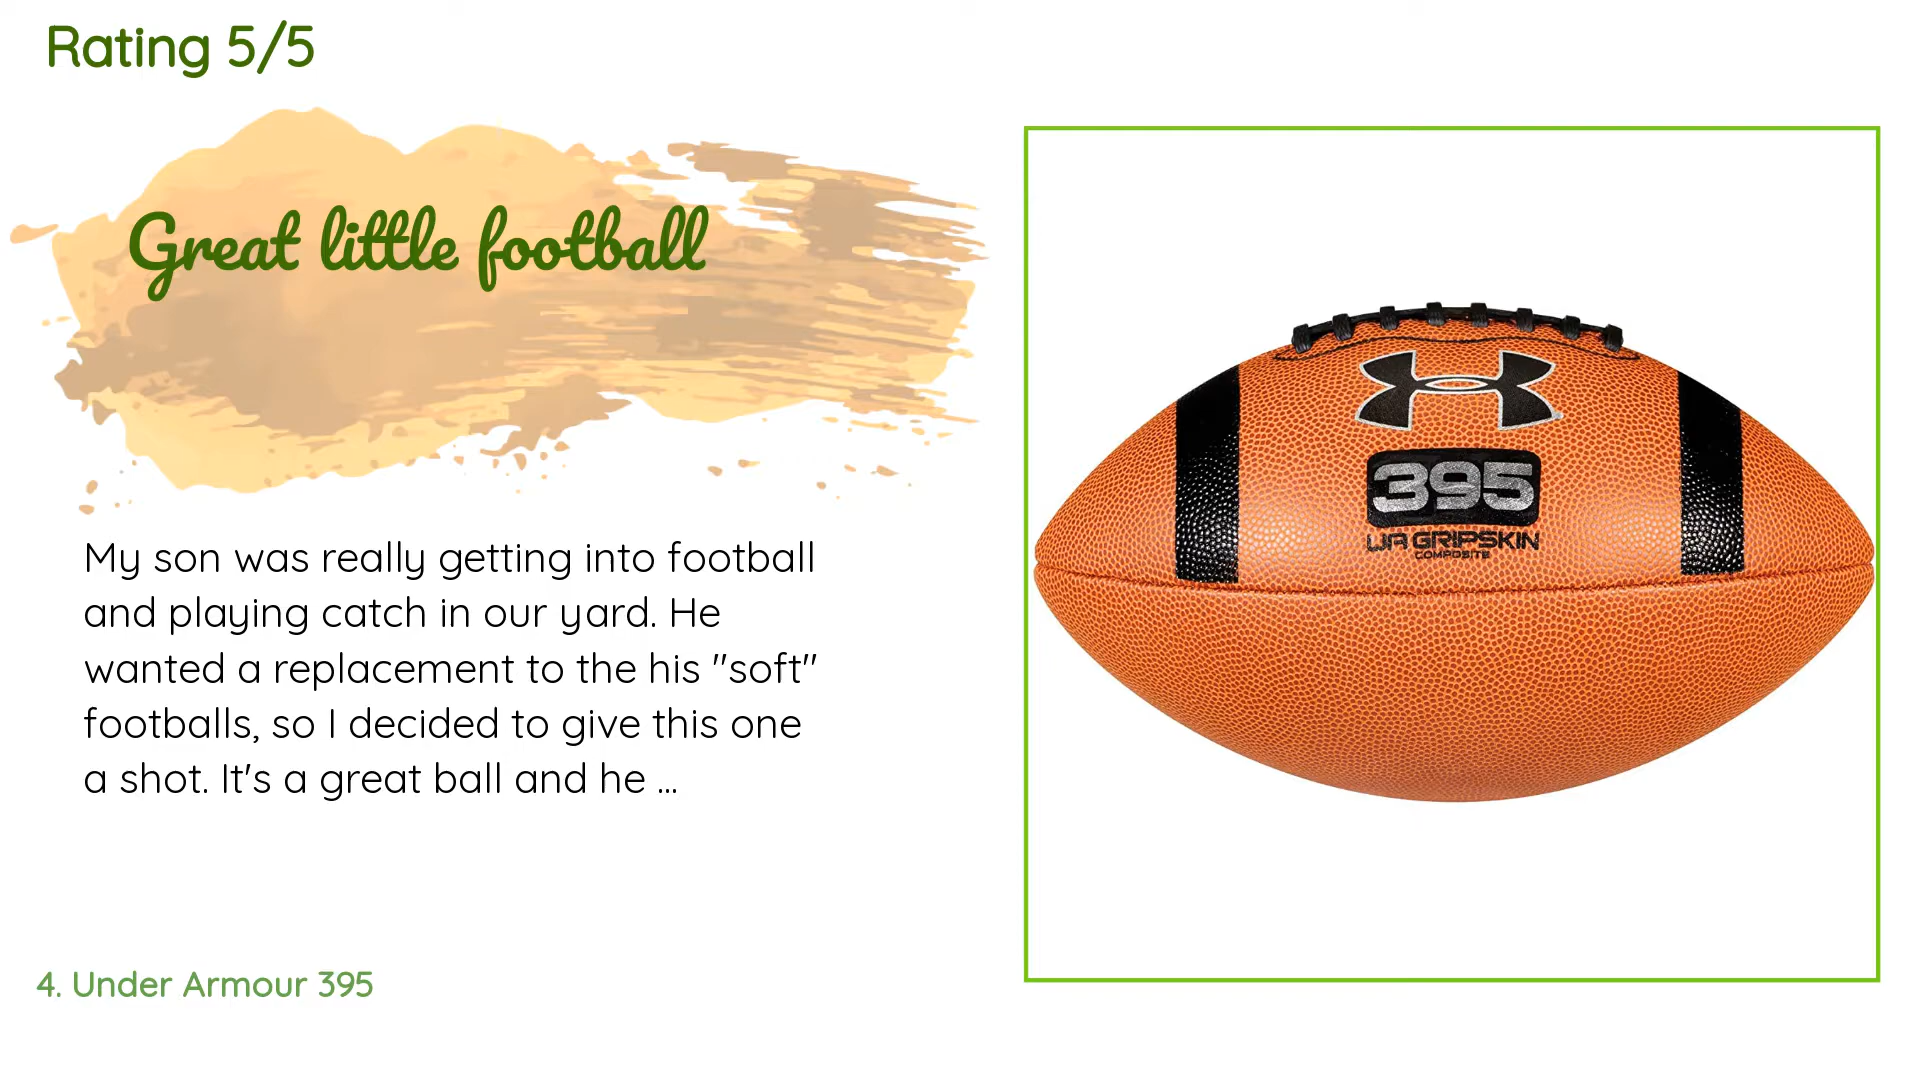 Rating 5/5
Great little football
My son was really getting into football
and playing catch in our yard. He
wanted a replacement to the his "soft"
footballs, so I decided to give this one
a shot. It's a great ball and he ...
395
UA GRIPSKIN
COMPOSITE
4. Under Armour 395